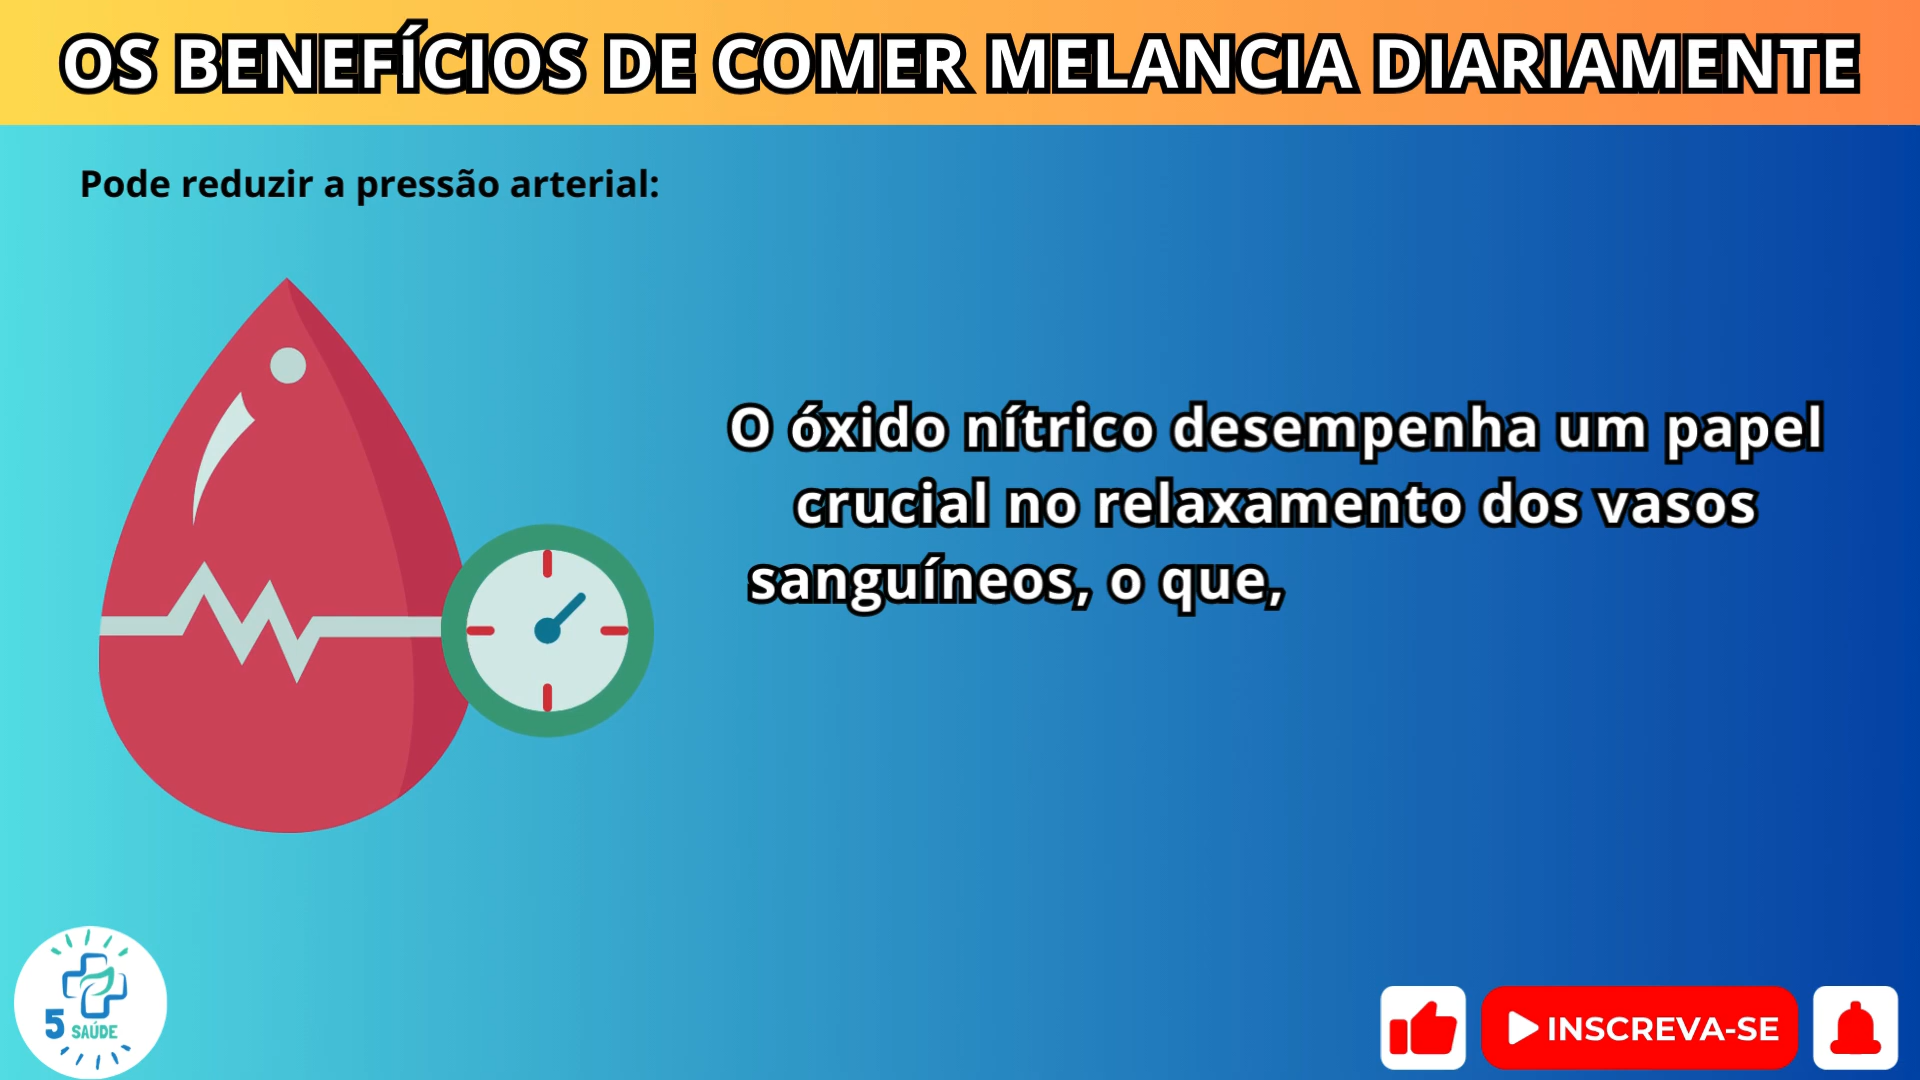 OS BENEFÍCIOS DE COMER MELANCIA DIARIAMENTE
Pode reduzir a pressão arterial:
O óxido nítrico desempenha um papel
crucial no relaxamento dos vasos
sanguíneos, o que,
5 SAÚDE
INSCREVA-SE